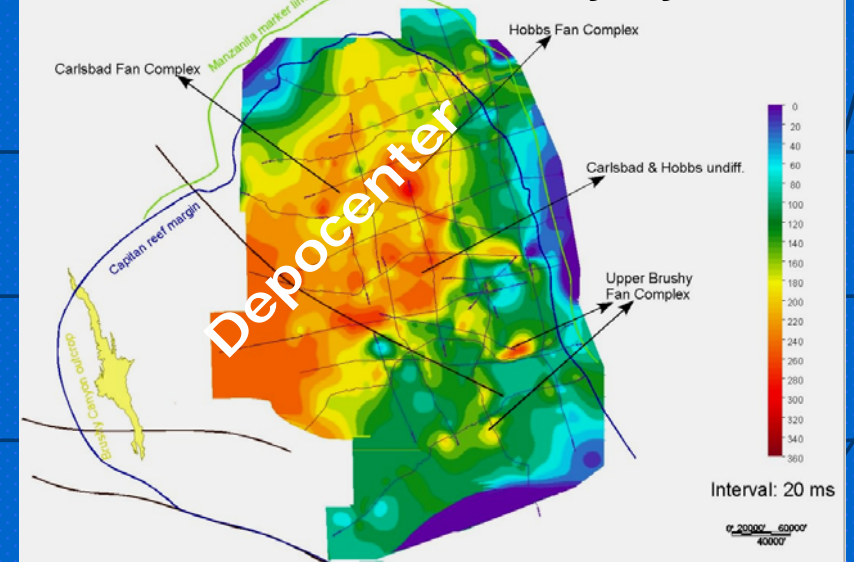 Manzanita marker lin
Hobbs Fan Complex
Carlsbad Fan Complex
Depocenter
Carlsbad & Hobbs undiff.
Capitan reef margin
Upper Brushy
Fan Complex
Brushy Canyon outcrop
0
20
40
60
80
100
120
140
160
180
200
220
240
260
280
300
320
340
360
Interval: 20 ms
0' 20000' 60000'
40000'